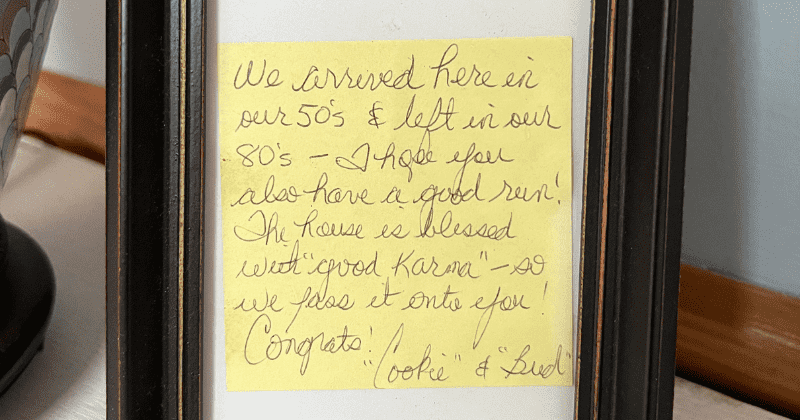 We arrived here in
our 50's & left in our
80's – I hope you
also have a good run!
The house is blessed
with "good Karma" – so
we pass it onto you!
Congrats!
"Cookie" & "Bud"